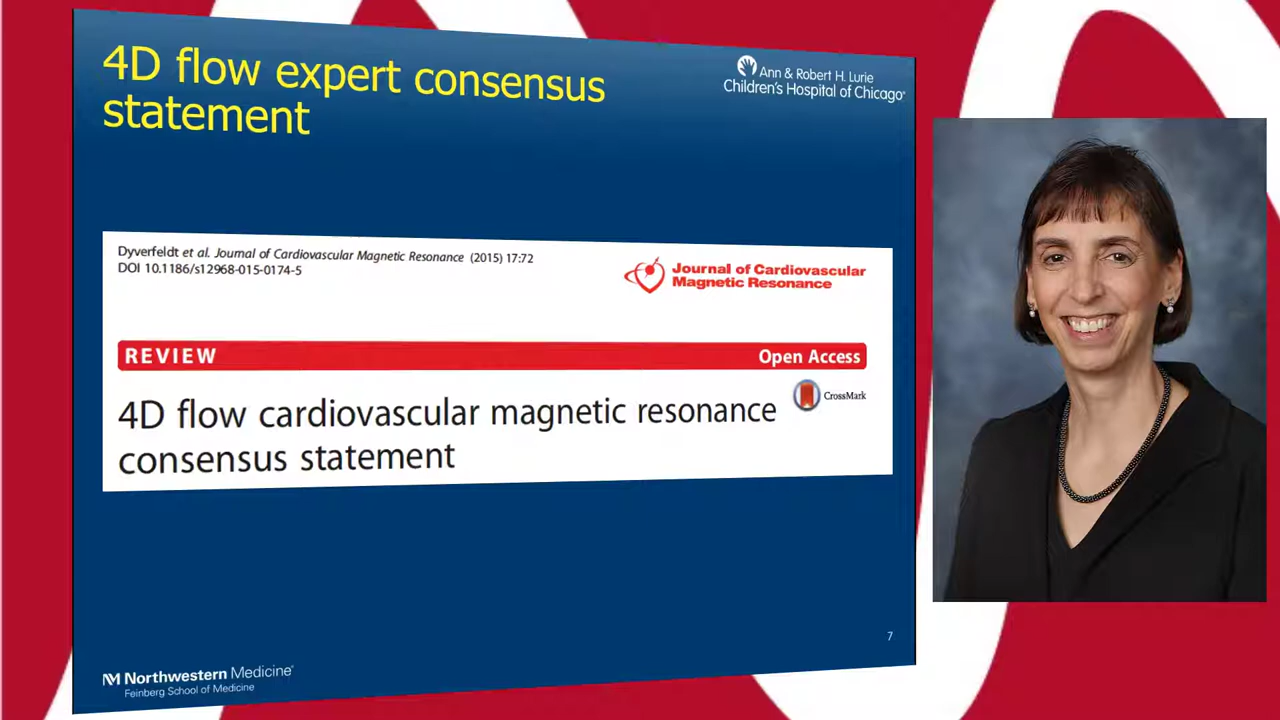 4D flow expert consensus
statement
Ann & Robert H. Lurie
Children's Hospital of Chicago®
Dyverfeldt et al. Journal of Cardiovascular Magnetic Resonance (2015) 17:72
DOI 10.1186/s12968-015-0174-5
Journal of Cardiovascular
Magnetic Resonance
REVIEW
Open Access
4D flow cardiovascular magnetic resonance
consensus statement
CrossMark
7
Northwestern Medicine®
Feinberg School of Medicine